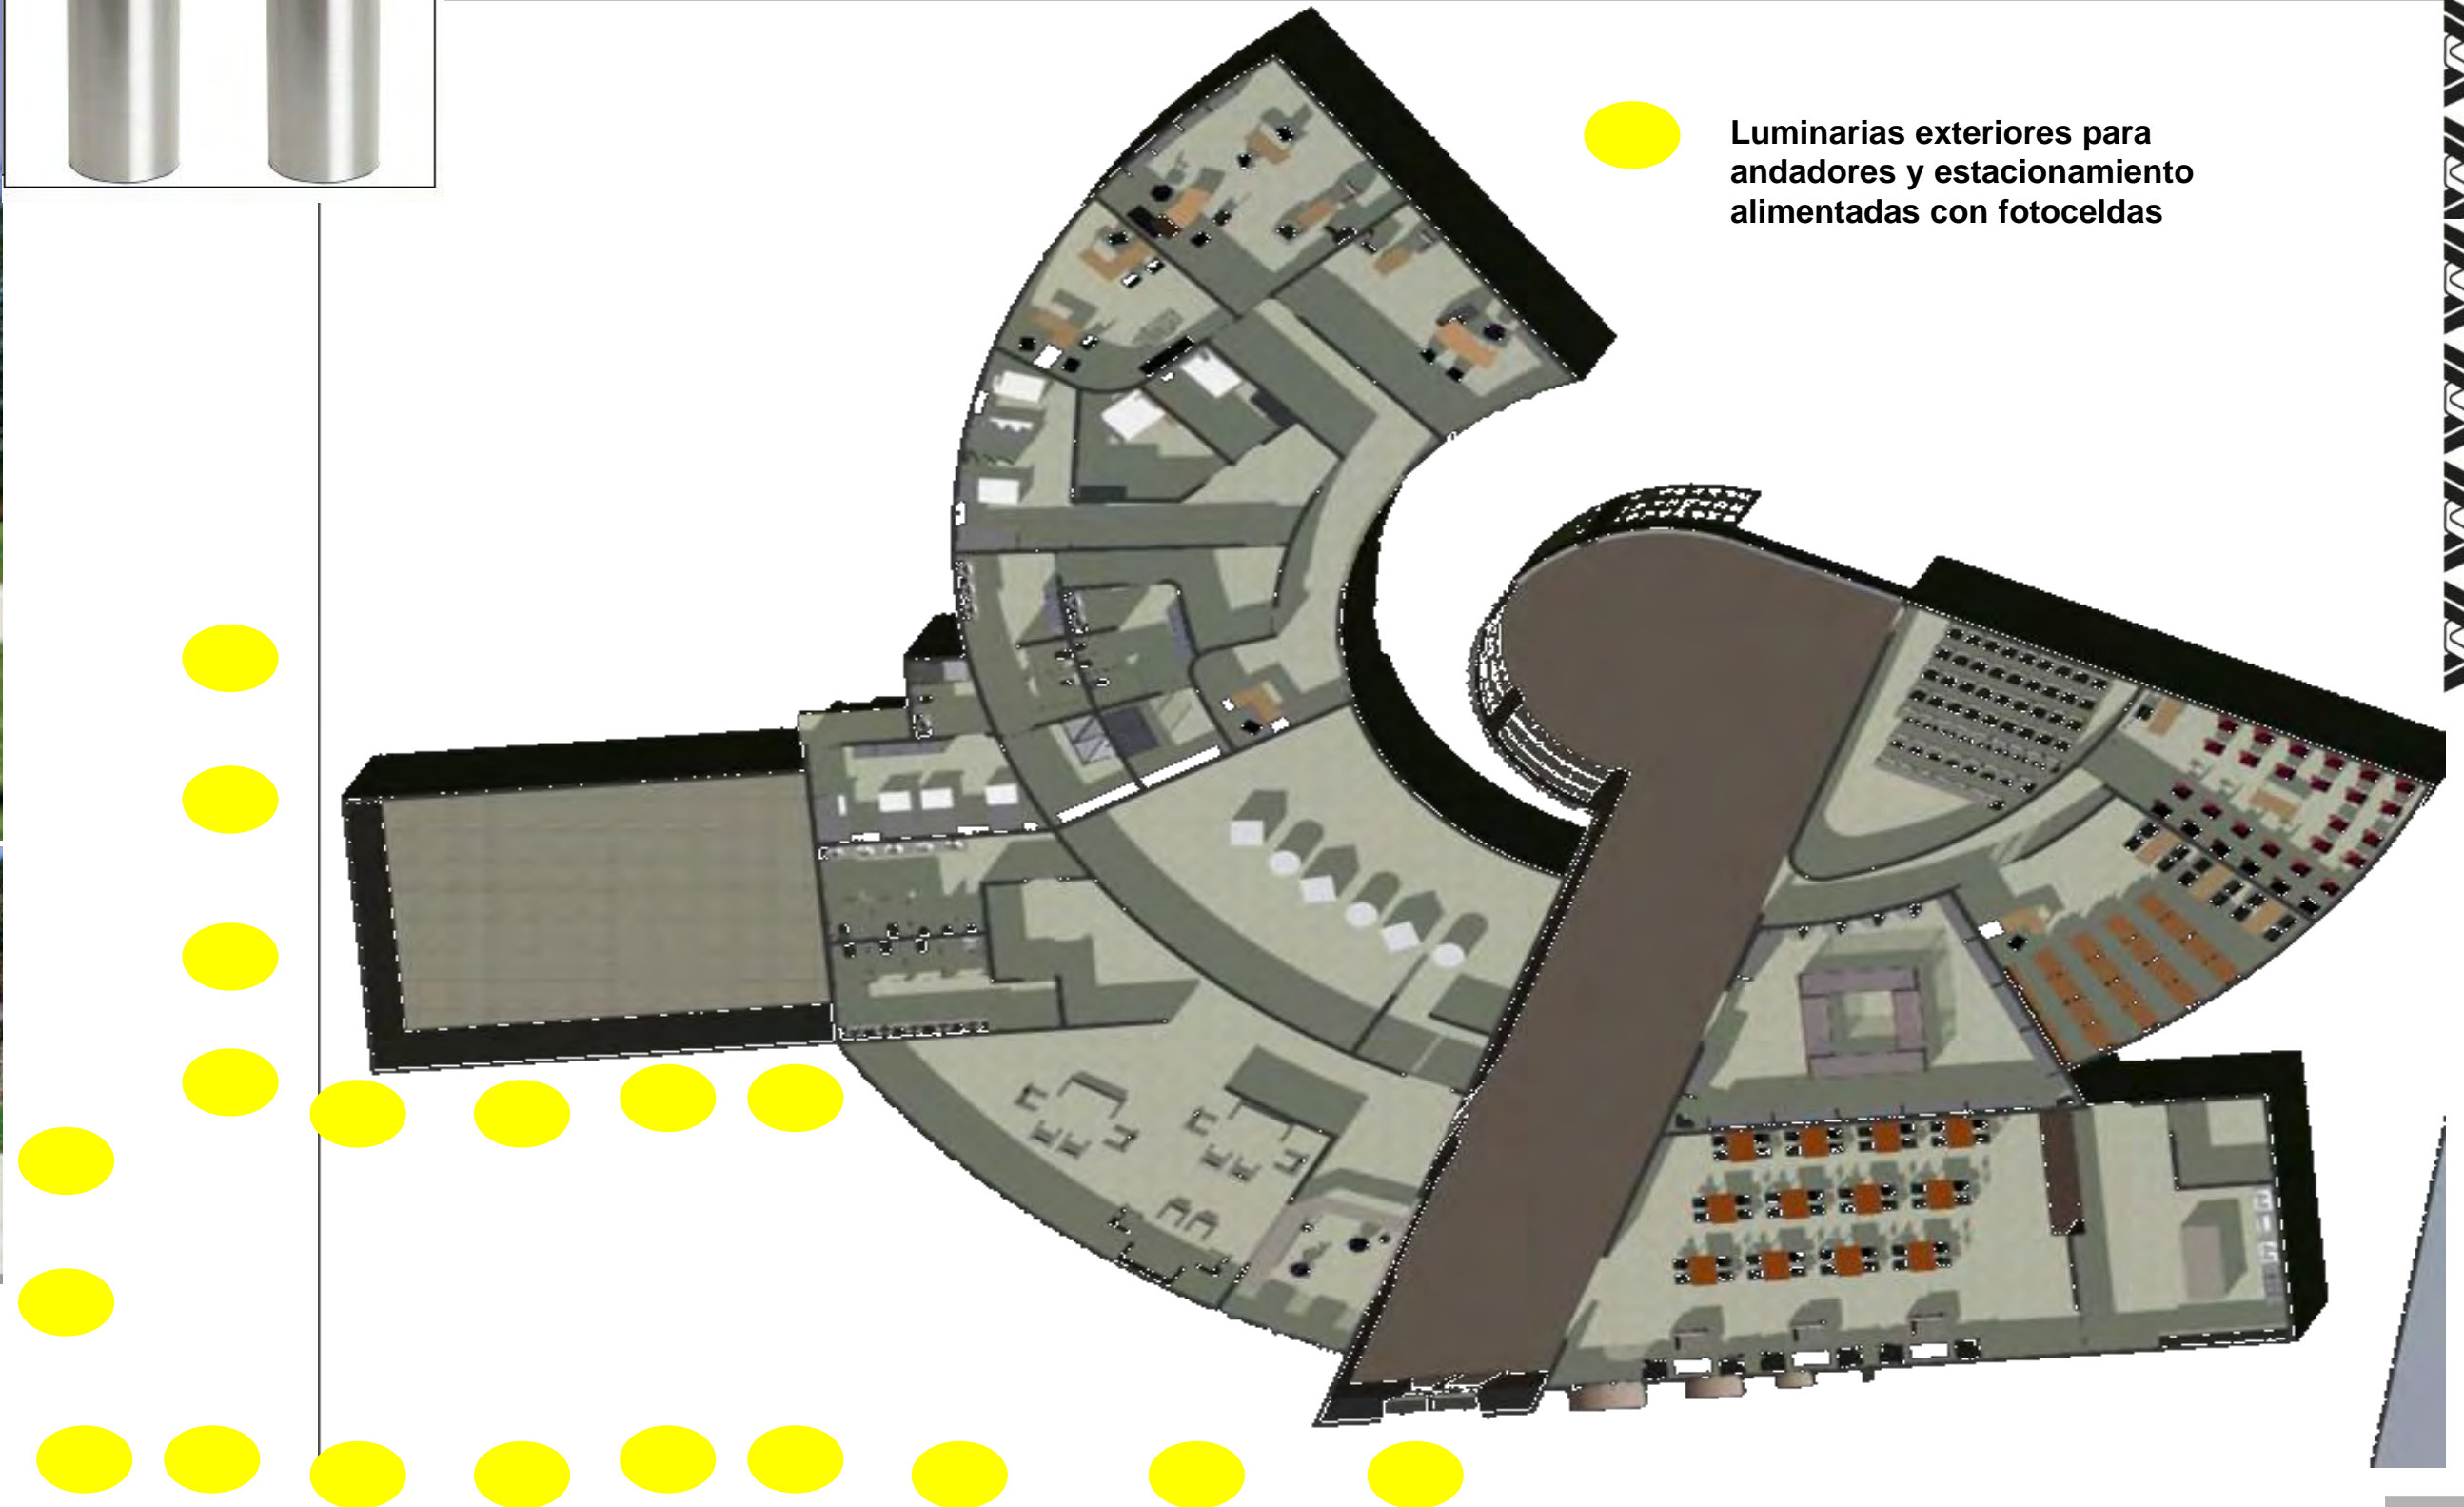 Luminarias exteriores para
andadores y estacionamiento
alimentadas con fotoceldas